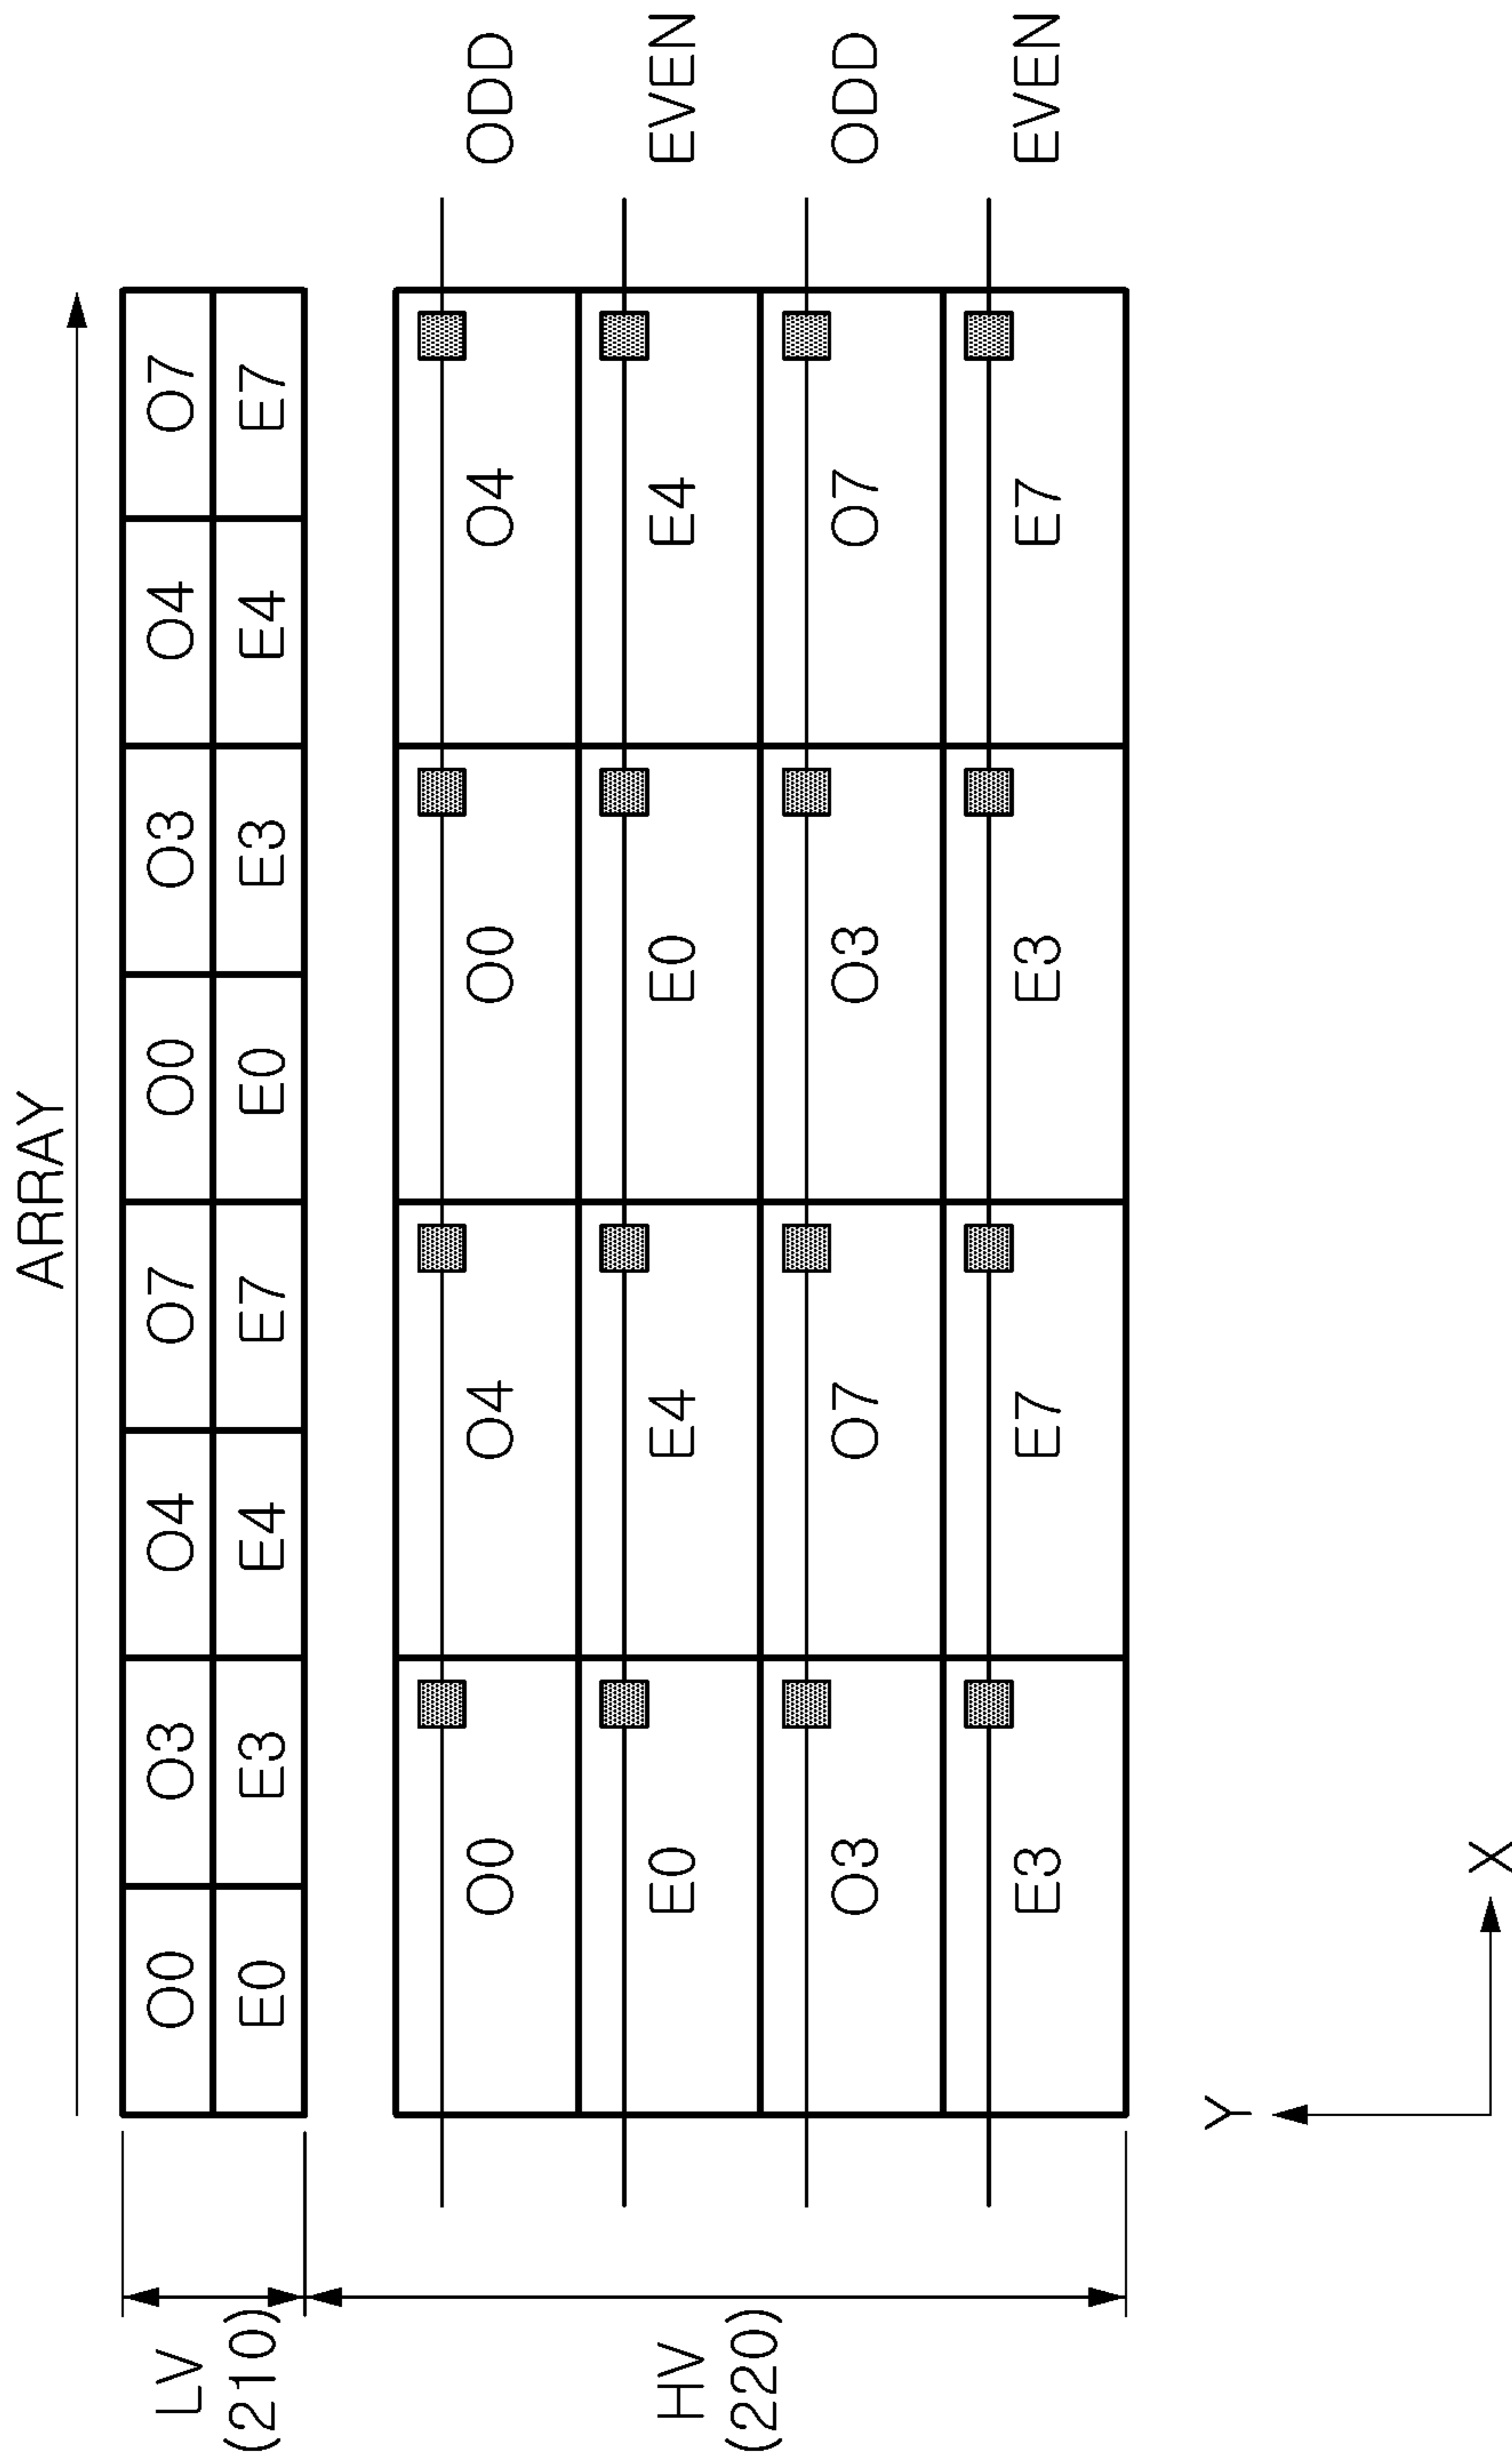 ARRAY
LV
(210)
O0 O3 O4 O7 O0 O3 O4 O7
E0 E3 E4 E7 E0 E3 E4 E7
HV
(220)
O0 O4 O0 O4 ODD
E0 E4 E0 E4 EVEN
O3 O7 O3 O7 ODD
E3 E7 E3 E7 EVEN
Y
X